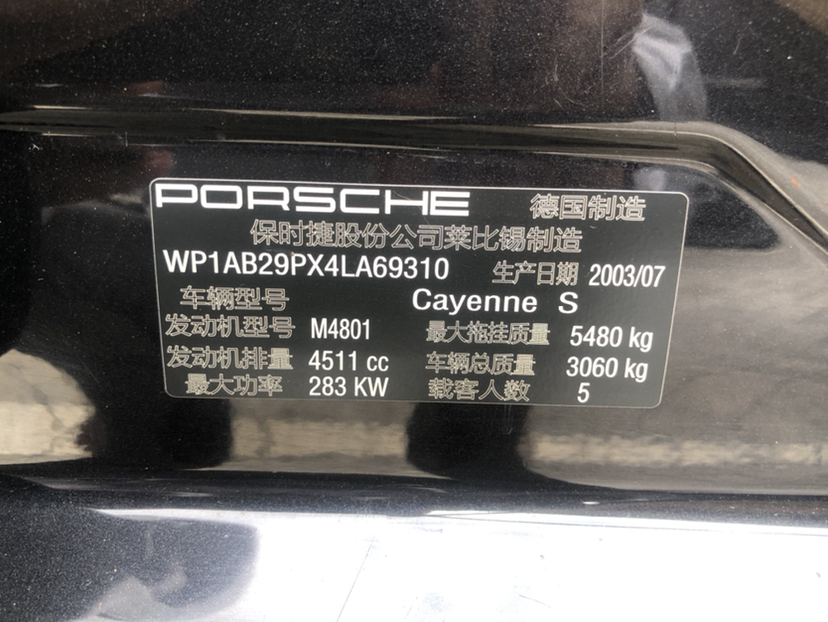 PORSCHE 德国制造
保时捷股份公司莱比锡制造
WP1AB29PX4LA69310 生产日期 2003/07
车辆型号 Cayenne S
发动机型号 M4801 最大拖挂质量 5480 kg
发动机排量 4511 cc 车辆总质量 3060 kg
最大功率 283 KW 载客人数 5